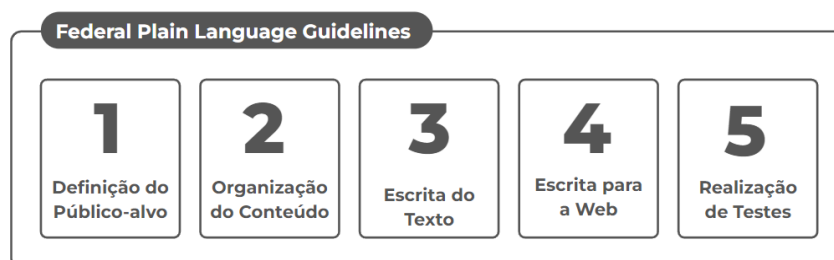 Federal Plain Language Guidelines
1
Definição do
Público-alvo
2
Organização
do Conteúdo
3
Escrita do
Texto
4
Escrita para
a Web
5
Realização
de Testes